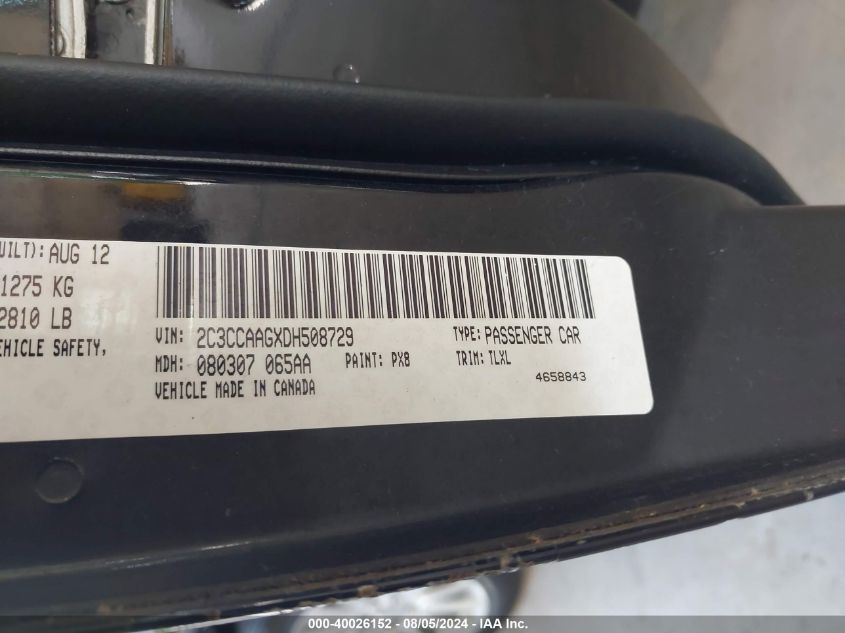 UILT): AUG 12
1275 KG
2810 LB
EHICLE SAFETY,
VIN: 2C3CCAAGXDH508729 TYPE: PASSENGER CAR
MDH: 080307 065AA PAINT: PX8 TRIM: TLXL
VEHICLE MADE IN CANADA 4658843
000-40026152 - 08/05/2024 - IAA Inc.